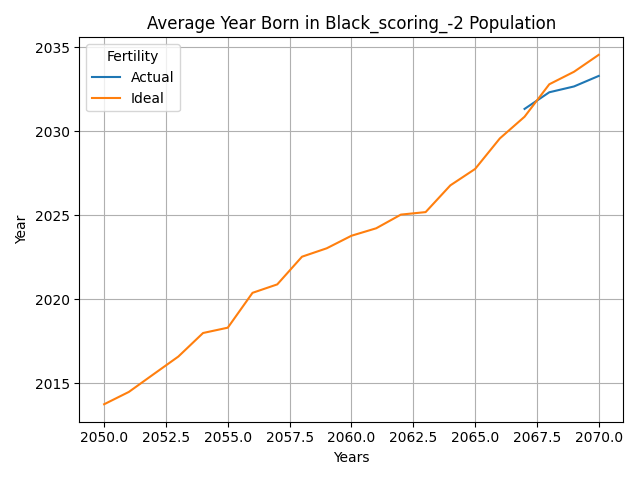 Average Year Born in Black_scoring_-2 Population
Fertility
Actual
Ideal
Year
2035
2030
2025
2020
2015
2050.0 2052.5 2055.0 2057.5 2060.0 2062.5 2065.0 2067.5 2070.0
Years